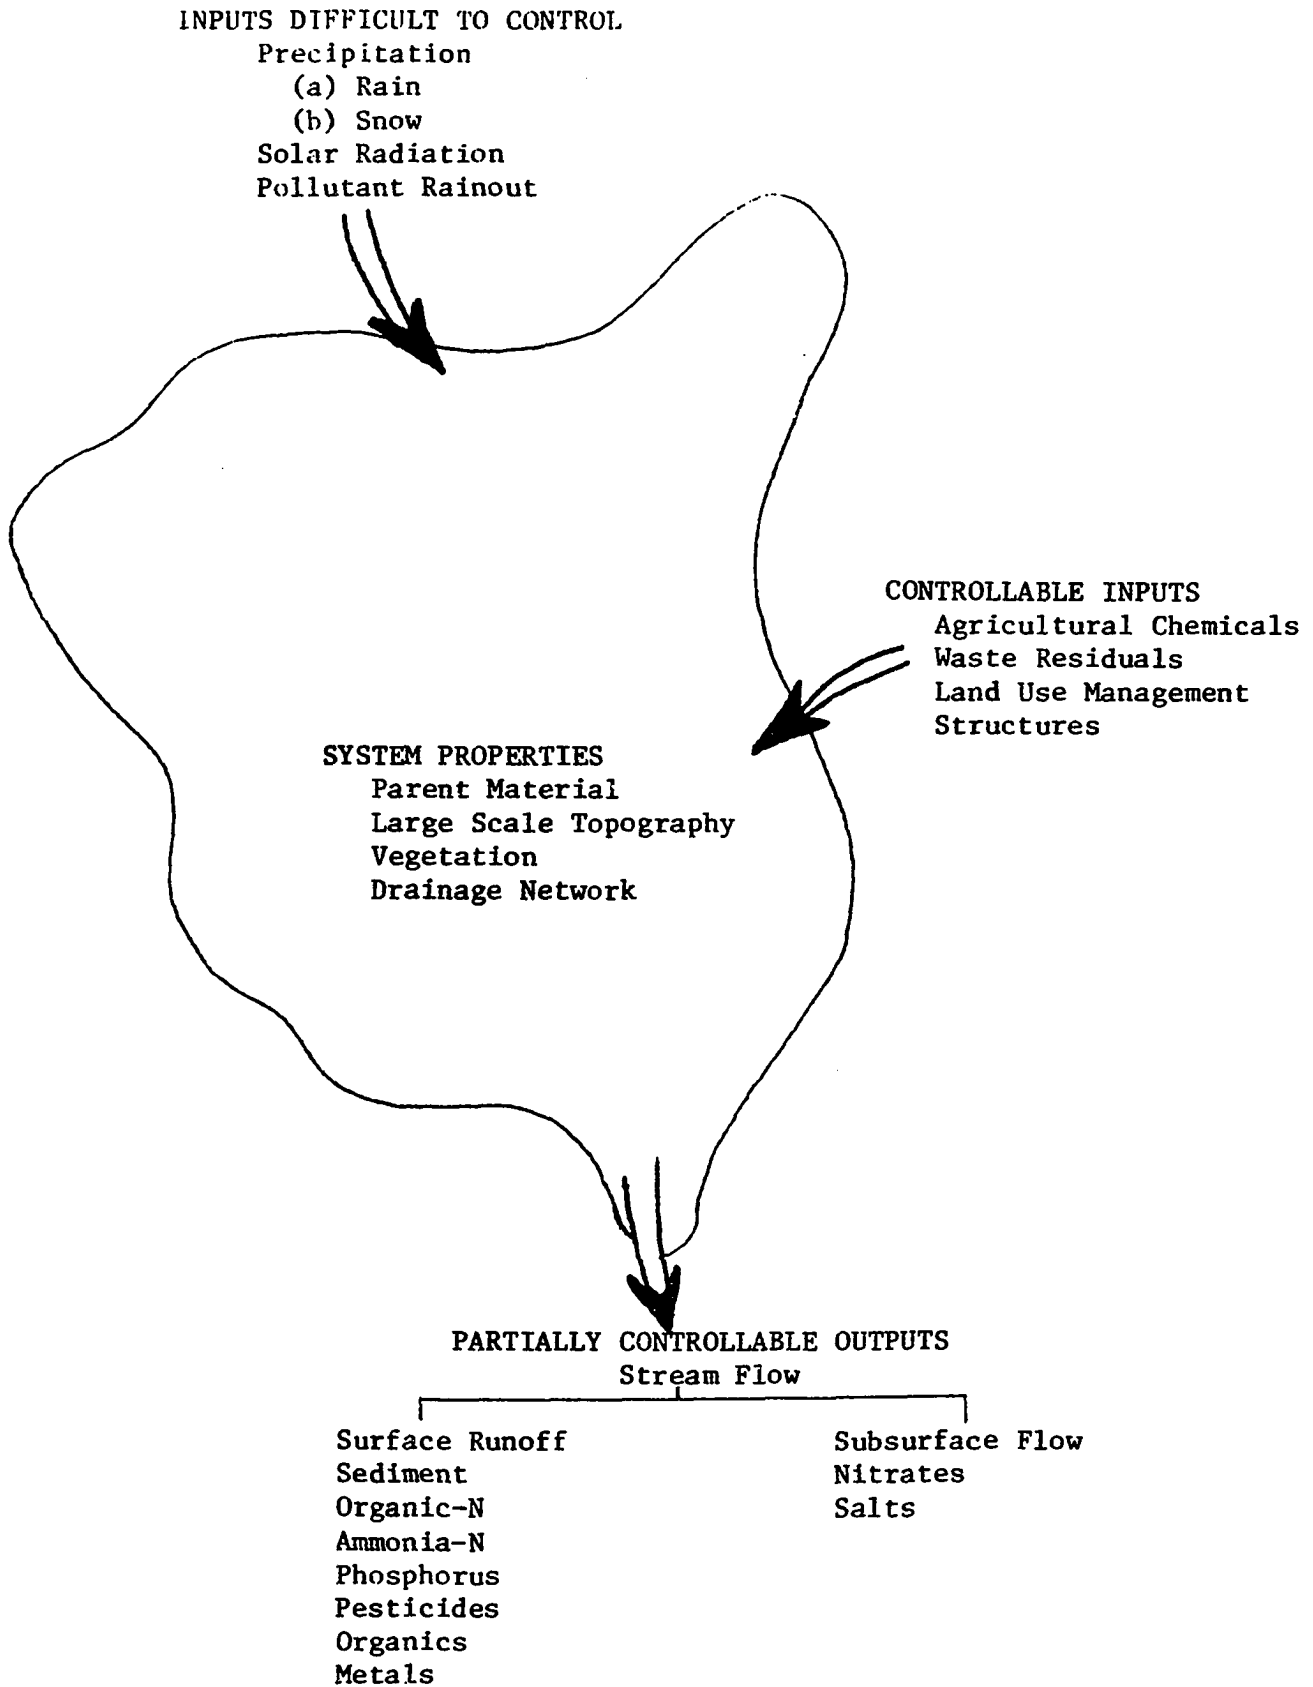 INPUTS DIFFICULT TO CONTROL
Precipitation
(a) Rain
(b) Snow
Solar Radiation
Pollutant Rainout
CONTROLLABLE INPUTS
Agricultural Chemicals
Waste Residuals
Land Use Management
Structures
SYSTEM PROPERTIES
Parent Material
Large Scale Topography
Vegetation
Drainage Network
PARTIALLY CONTROLLABLE OUTPUTS
Stream Flow
Surface Runoff
Sediment
Organic-N
Ammonia-N
Phosphorus
Pesticides
Organics
Metals
Subsurface Flow
Nitrates
Salts